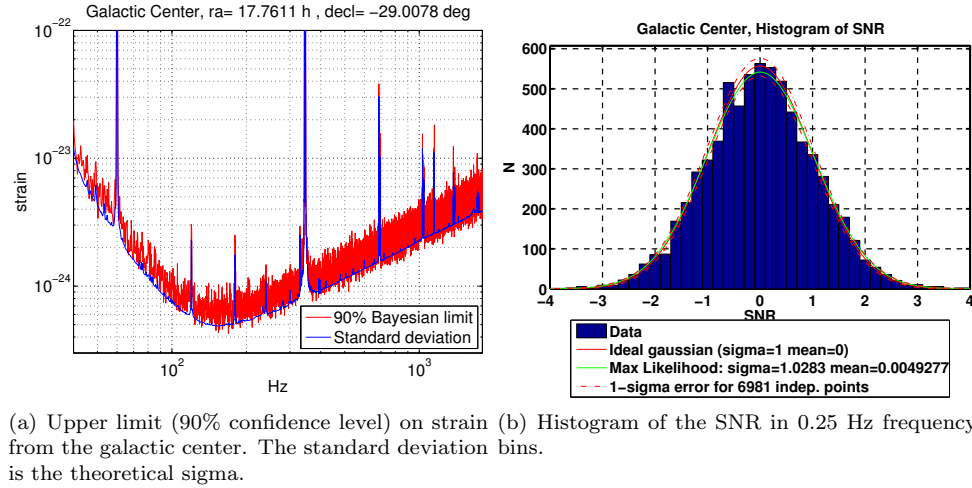 Galactic Center, ra= 17.7611 h , decl= −29.0078 deg
10^−22
10^−23
10^−24
strain
10^2
10^3
Hz
90% Bayesian limit
Standard deviation
Galactic Center, Histogram of SNR
600
500
400
300
200
100
0
N
−4 −3 −2 −1 0 1 2 3 4
SNR
Data
Ideal gaussian (sigma=1 mean=0)
Max Likelihood: sigma=1.0283 mean=0.0049277
1−sigma error for 6981 indep. points
(a) Upper limit (90% confidence level) on strain
from the galactic center. The standard deviation
is the theoretical sigma.
(b) Histogram of the SNR in 0.25 Hz frequency
bins.